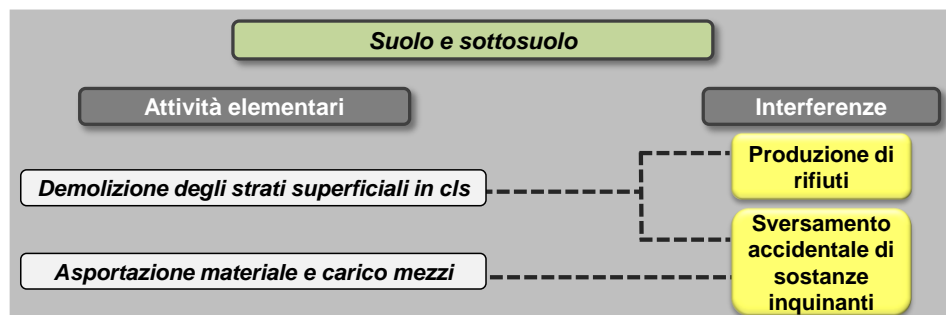 Suolo e sottosuolo
Attività elementari
Interferenze
Produzione di
rifiuti
Demolizione degli strati superficiali in cls
Sversamento
accidentale di
sostanze
inquinanti
Asportazione materiale e carico mezzi